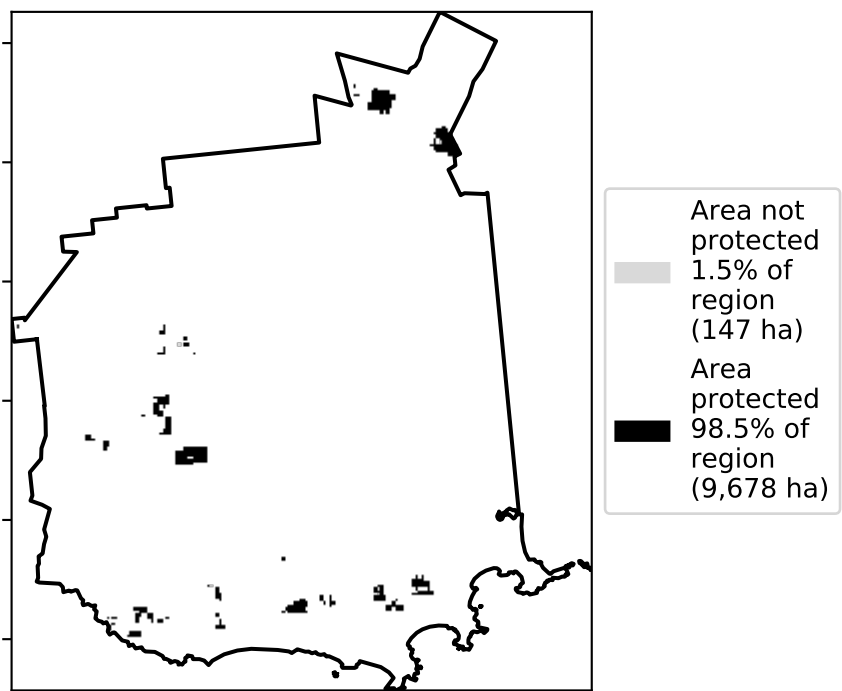 Area not
protected
1.5% of
region
(147 ha)
Area
protected
98.5% of
region
(9,678 ha)